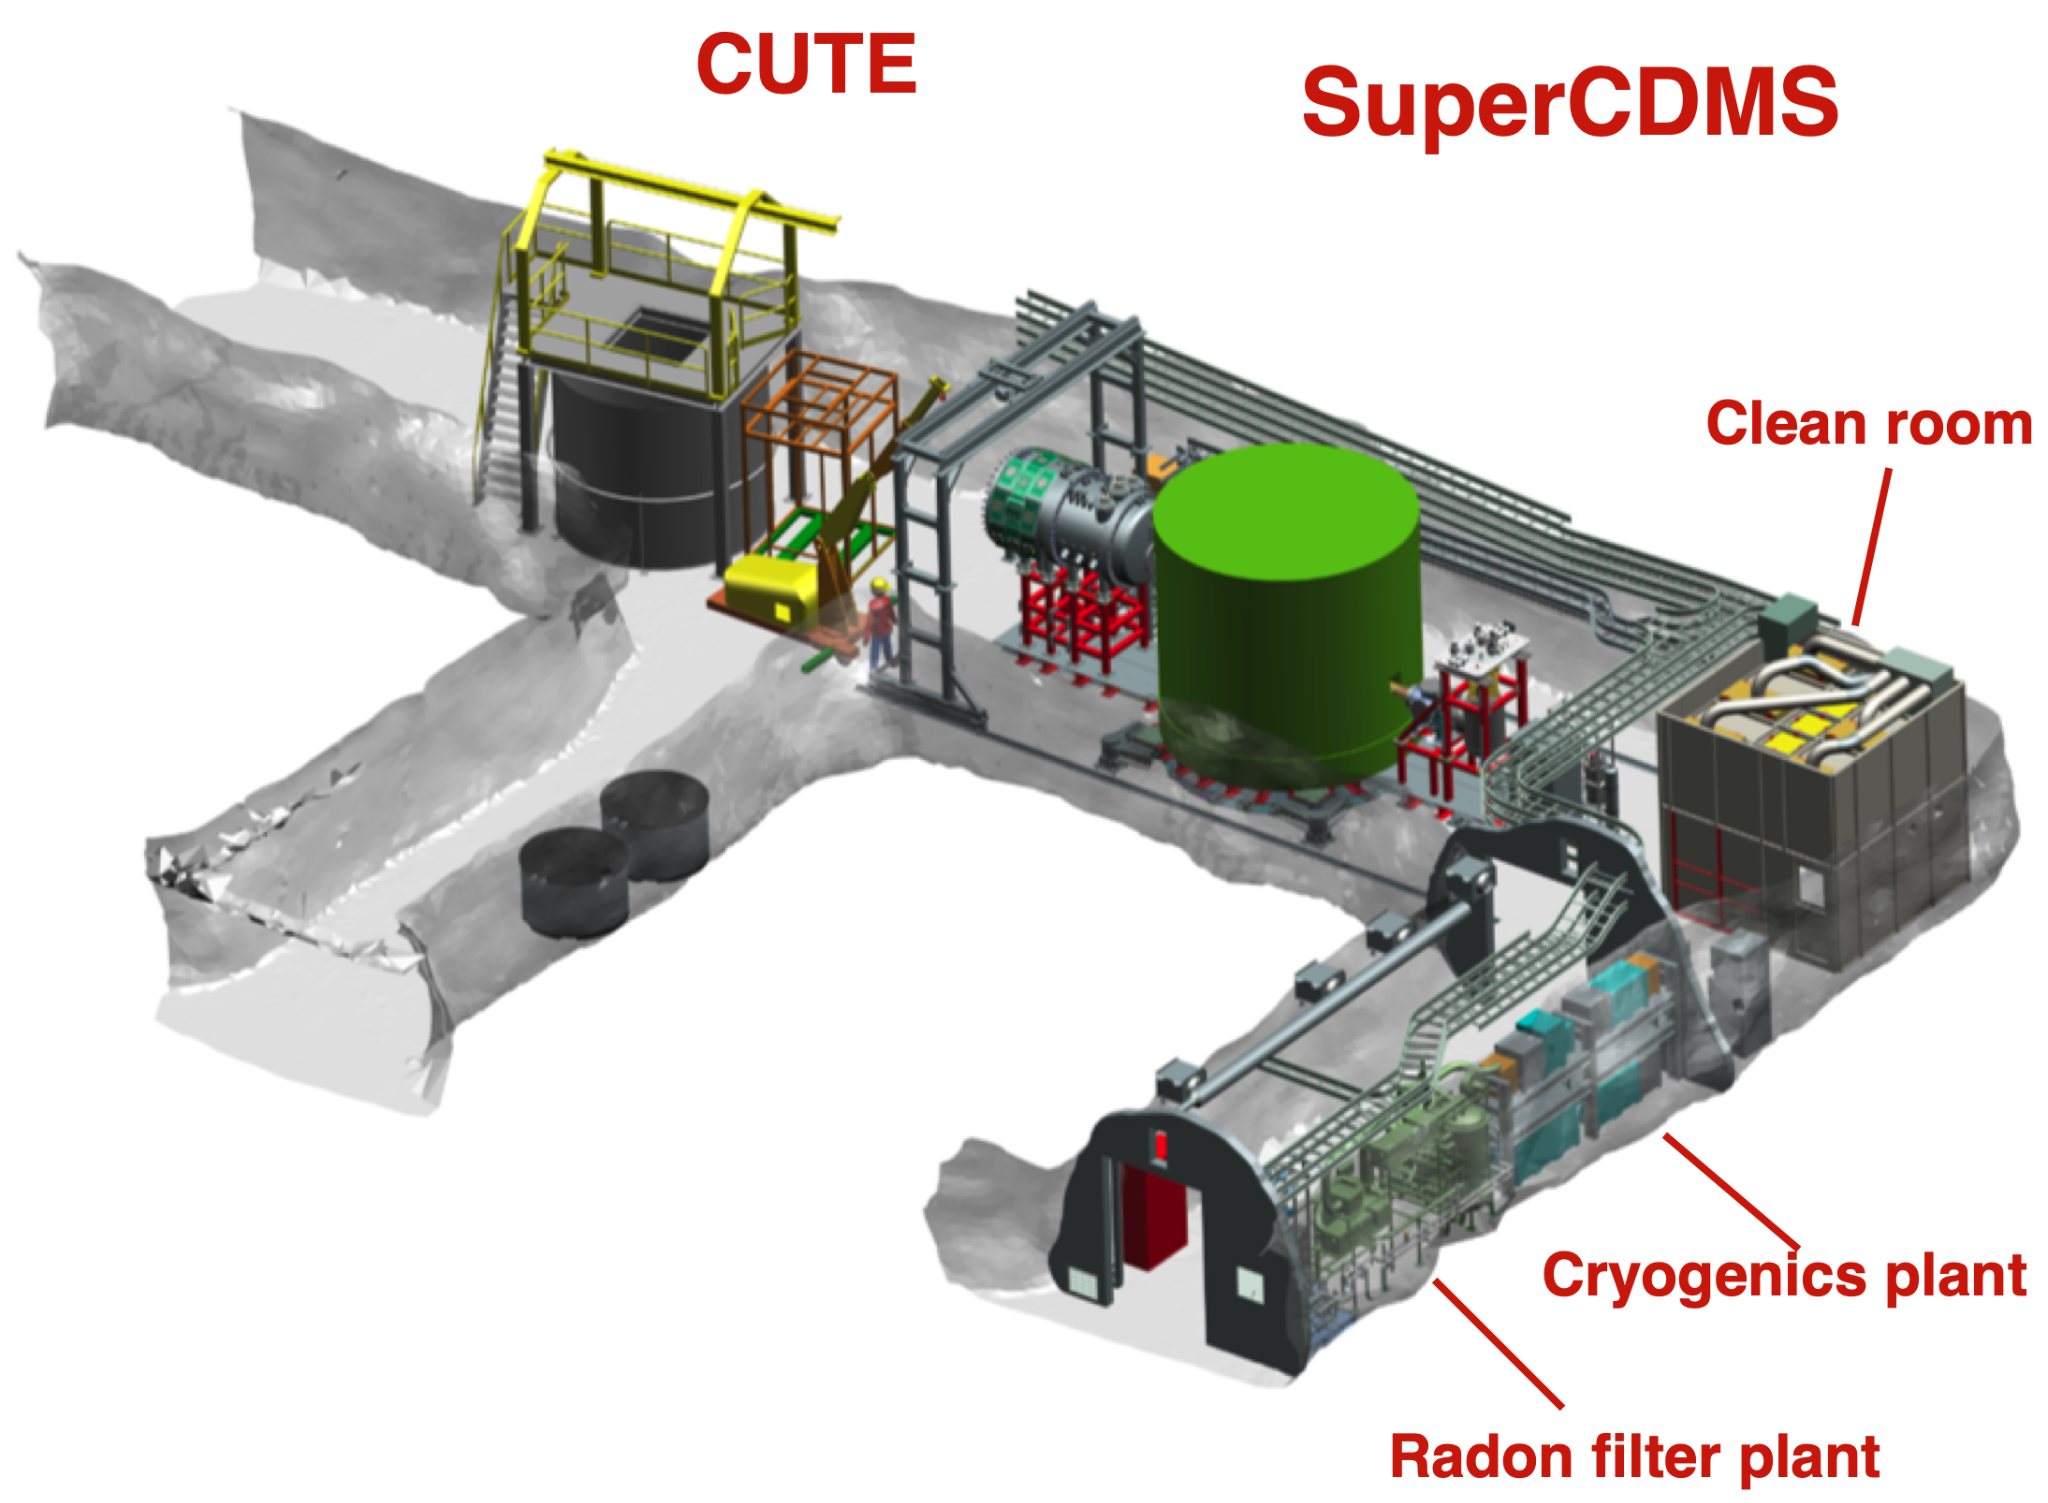 CUTE
SuperCDMS
Clean room
Cryogenics plant
Radon filter plant